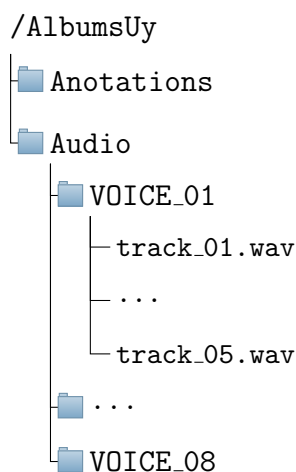 /AlbumsUy
Anotations
Audio
VOICE_01
track_01.wav
...
track_05.wav
...
VOICE_08